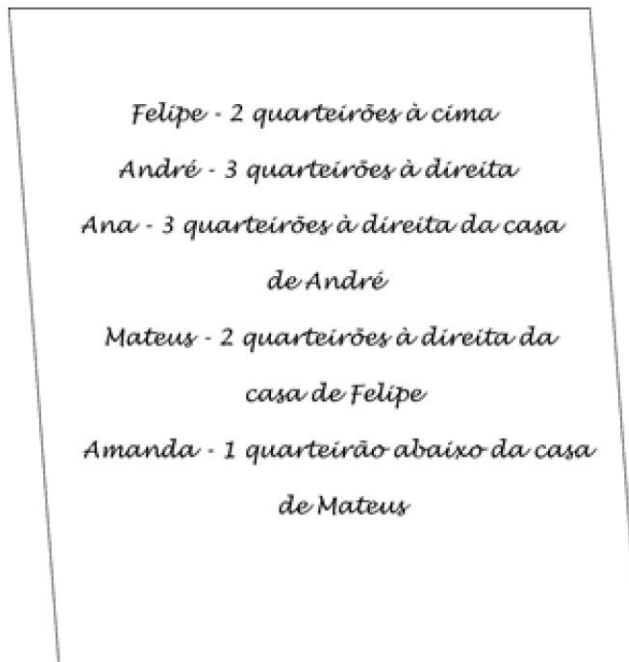 Felipe - 2 quarteirões à cima
André - 3 quarteirões à direita
Ana - 3 quarteirões à direita da casa
de André
Mateus - 2 quarteirões à direita da
casa de Felipe
Amanda - 1 quarteirão abaixo da casa
de Mateus